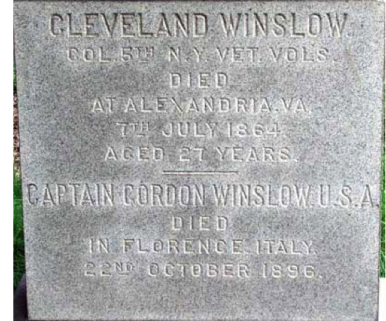 CLEVELAND WINSLOW
COL. 5TH N.Y. VET. VOLS.
DIED
AT ALEXANDRIA. VA.
7TH JULY 1864.
AGED 27 YEARS.
CAPTAIN GORDON WINSLOW. U.S.A.
DIED
IN FLORENCE. ITALY.
22ND OCTOBER 1896.